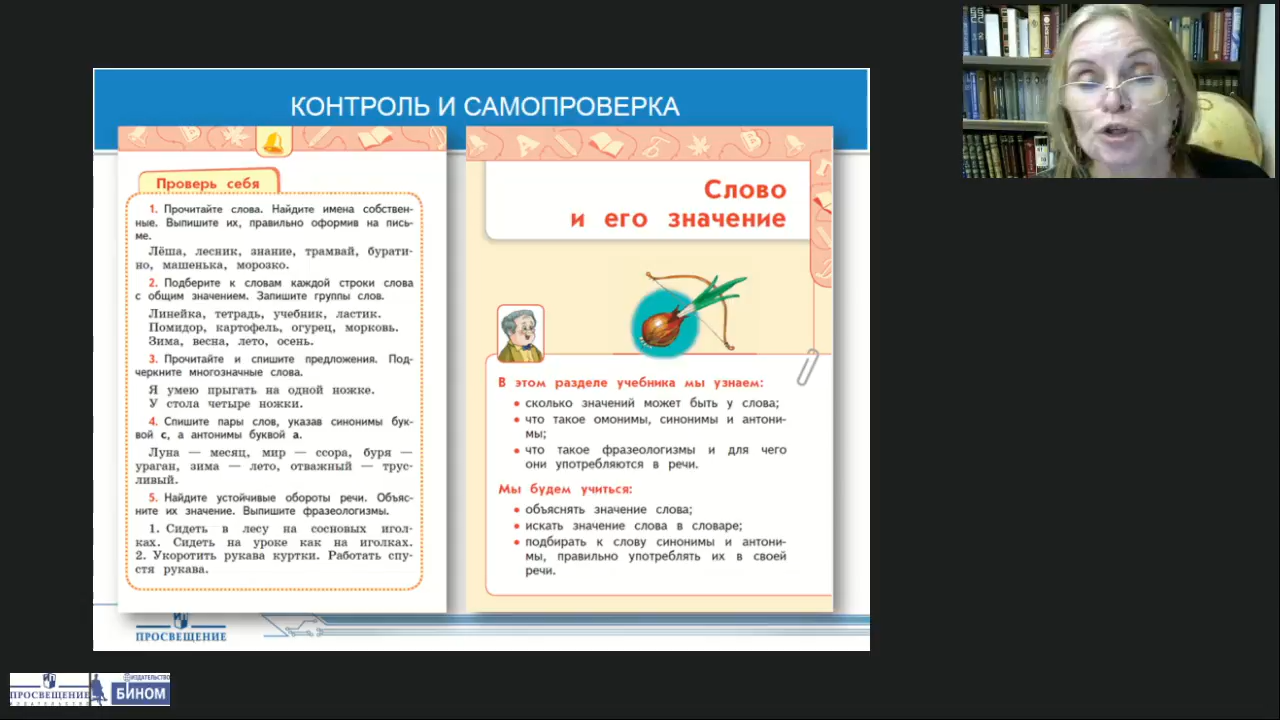 КОНТРОЛЬ И САМОПРОВЕРКА
Проверь себя
1. Прочитайте слова. Найдите имена собствен-
ные. Выпишите их, правильно оформив на пись-
ме.
Лёша, лесник, знание, трамвай, бурати-
но, машенька, морозко.
2. Подберите к словам каждой строки слова
с общим значением. Запишите группы слов.
Линейка, тетрадь, учебник, ластик.
Помидор, картофель, огурец, морковь.
Зима, весна, лето, осень.
3. Прочитайте и спишите предложения. Под-
черкните многозначные слова.
Я умею прыгать на одной ножке.
У стола четыре ножки.
4. Спишите пары слов, указав синонимы бук-
вой с, а антонимы буквой а.
Луна — месяц, мир — ссора, буря —
ураган, зима — лето, отважный — трус-
ливый.
5. Найдите устойчивые обороты речи. Объяс-
ните их значение. Выпишите фразеологизмы.
1. Сидеть в лесу на сосновых игол-
ках. Сидеть на уроке как на иголках.
2. Укоротить рукава куртки. Работать спу-
стя рукава.
Слово
и его значение
В этом разделе учебника мы узнаем:
• сколько значений может быть у слова;
• что такое омонимы, синонимы и антони-
мы;
• что такое фразеологизмы и для чего
они употребляются в речи.
Мы будем учиться:
• объяснять значение слова;
• искать значение слова в словаре;
• подбирать к слову синонимы и антони-
мы, правильно употреблять их в своей
речи.
ПРОСВЕЩЕНИЕ
ПРОСВЕЩЕНИЕ
ИЗДАТЕЛЬСТВО
ИЗДАТЕЛЬСТВО
БИНОМ